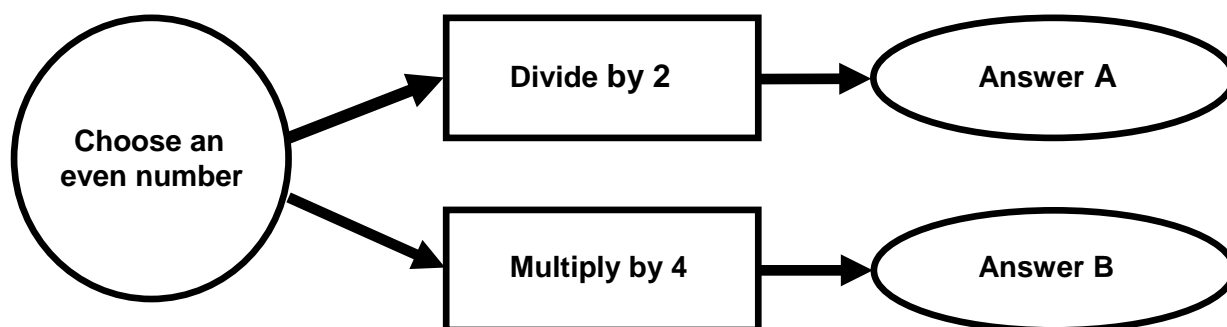 Choose an
even number
Divide by 2
Answer A
Multiply by 4
Answer B